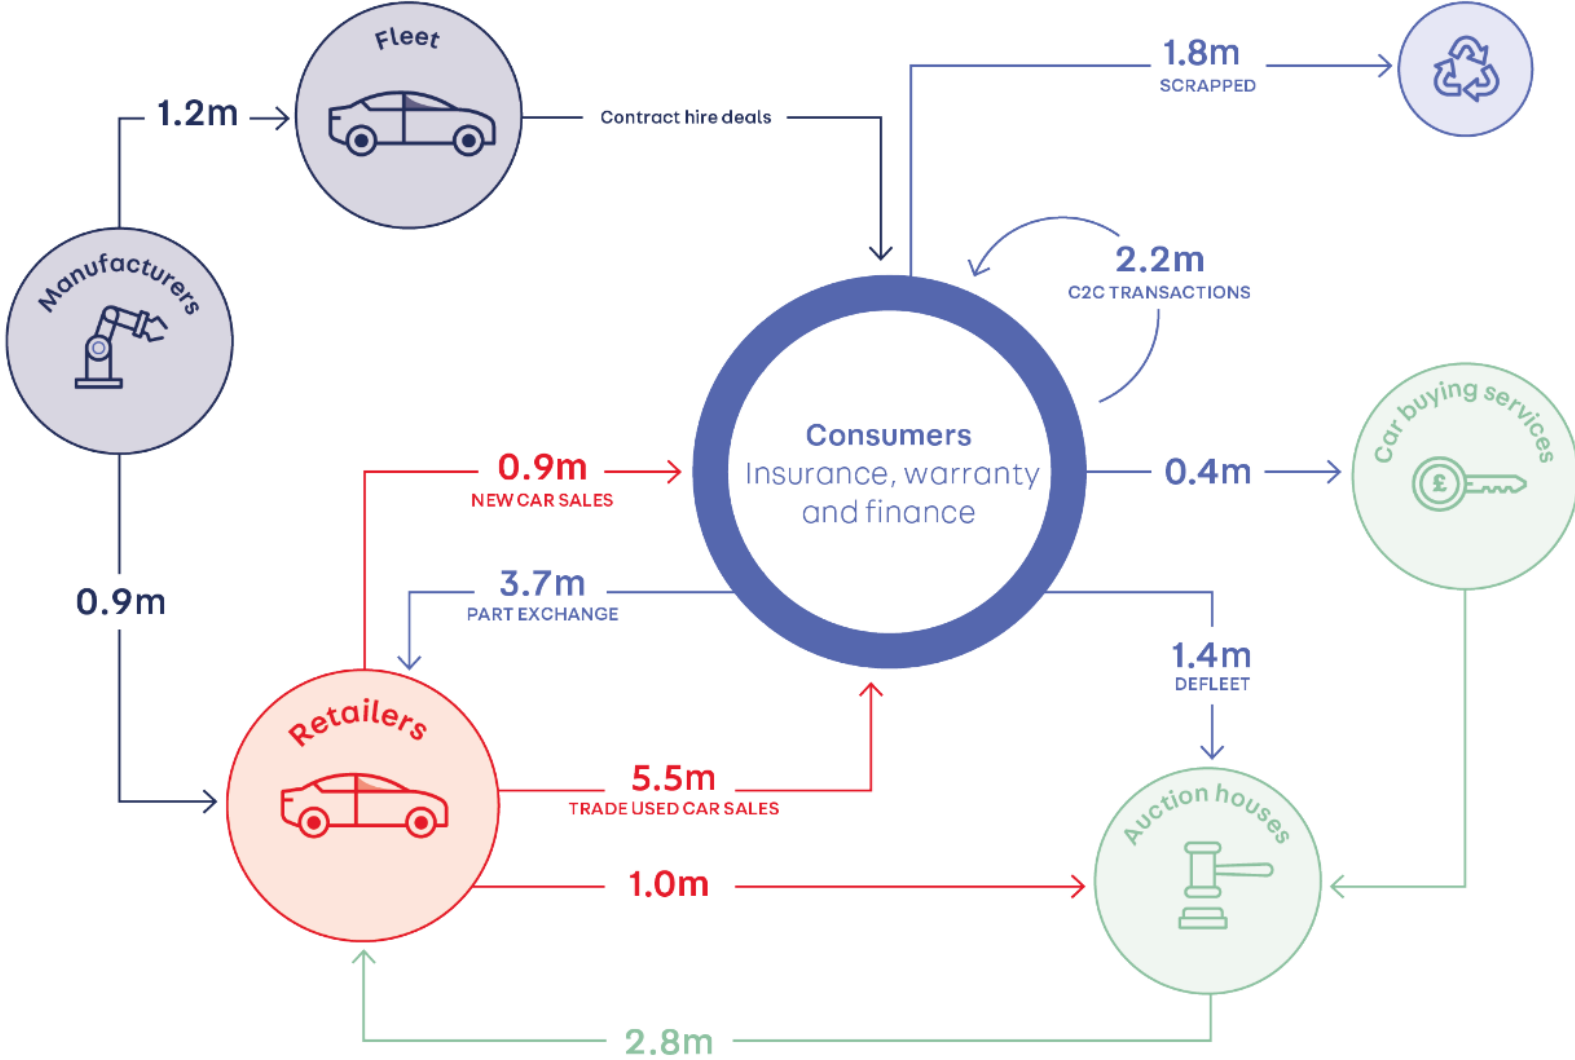 Fleet
1.8m
SCRAPPED
1.2m
Contract hire deals
Manufacturers
2.2m
C2C TRANSACTIONS
Car buying services
£
Consumers
Insurance, warranty
and finance
0.9m
NEW CAR SALES
0.4m
3.7m
PART EXCHANGE
0.9m
1.4m
DEFLEET
Retailers
5.5m
TRADE USED CAR SALES
Auction houses
1.0m
2.8m